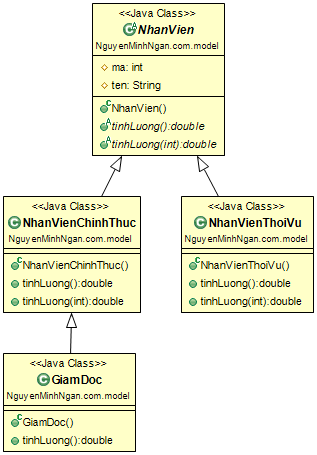 <<Java Class>>
NhanVien
NguyenMinhNgan.com.model
ma: int
ten: String
NhanVien()
tinhLuong():double
tinhLuong(int):double
<<Java Class>>
NhanVienChinhThuc
NguyenMinhNgan.com.model
NhanVienChinhThuc()
tinhLuong():double
tinhLuong(int):double
<<Java Class>>
NhanVienThoiVu
NguyenMinhNgan.com.model
NhanVienThoiVu()
tinhLuong():double
tinhLuong(int):double
<<Java Class>>
GiamDoc
NguyenMinhNgan.com.model
GiamDoc()
tinhLuong():double